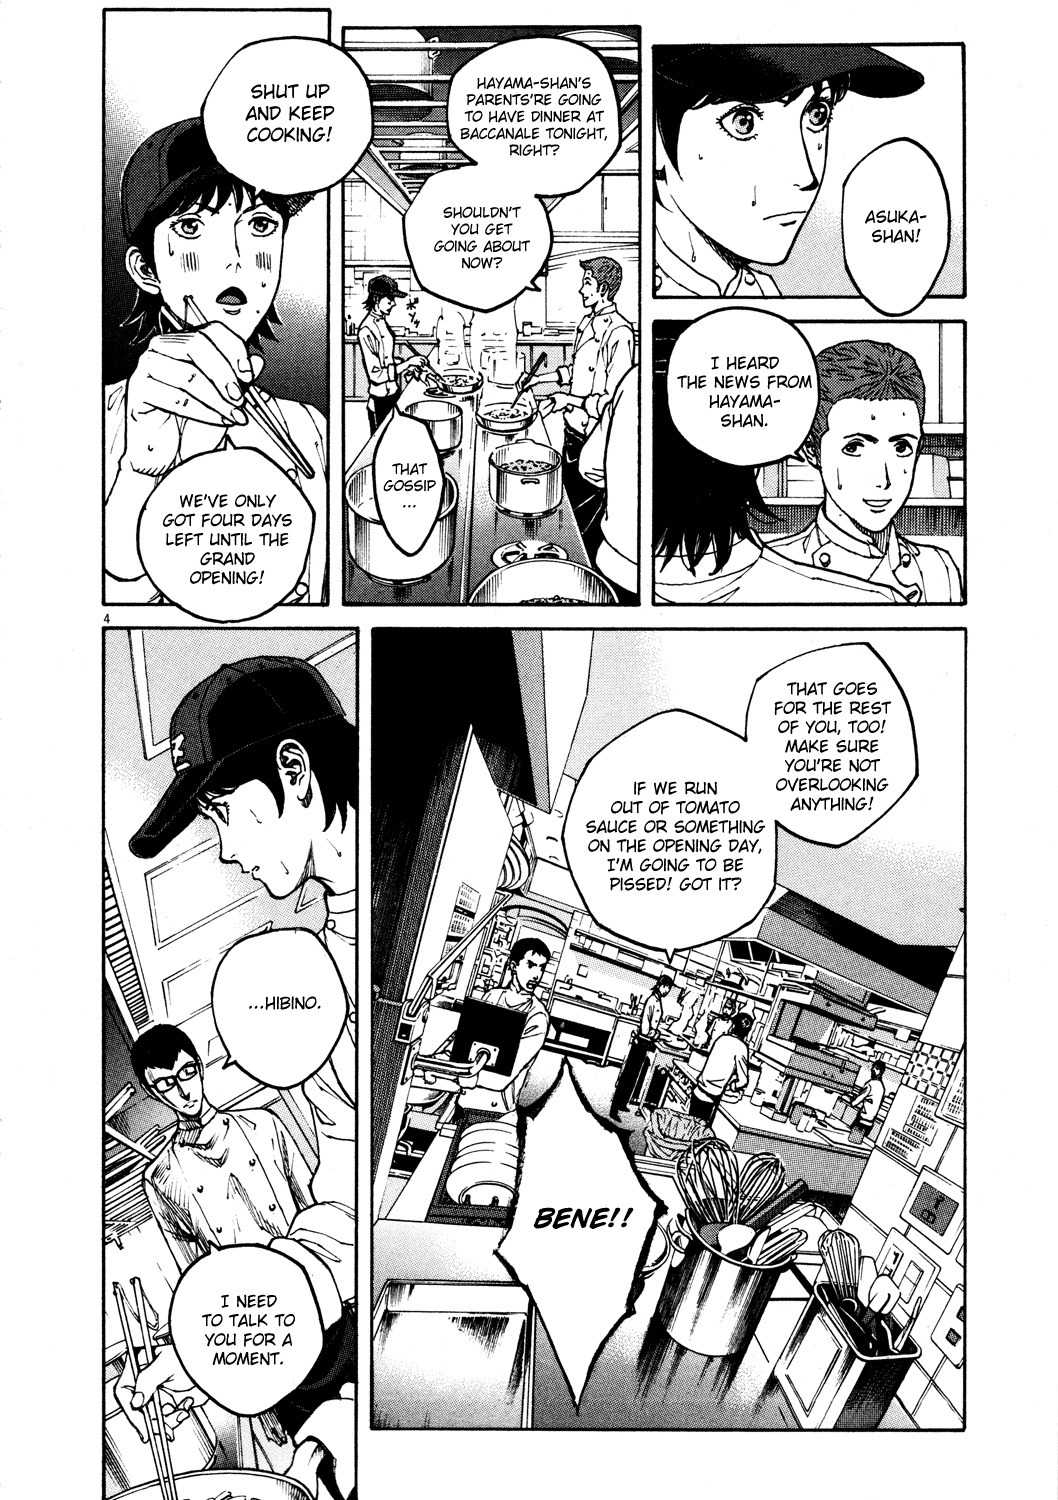 ASUKA-
SHAN!
I HEARD
THE NEWS FROM
HAYAMA-
SHAN.
HAYAMA-SHAN'S
PARENTS'RE GOING
TO HAVE DINNER AT
BACCANALE TONIGHT,
RIGHT?
SHOULDN'T
YOU GET
GOING ABOUT
NOW?
THAT
GOSSIP
...
SHUT UP
AND KEEP
COOKING!
WE'VE ONLY
GOT FOUR DAYS
LEFT UNTIL THE
GRAND
OPENING!
4
THAT GOES
FOR THE REST
OF YOU, TOO!
MAKE SURE
YOU'RE NOT
OVERLOOKING
ANYTHING!
IF WE RUN
OUT OF TOMATO
SAUCE OR SOMETHING
ON THE OPENING DAY,
I'M GOING TO BE
PISSED! GOT IT?
BENE!!
...HIBINO.
I NEED
TO TALK TO
YOU FOR A
MOMENT.